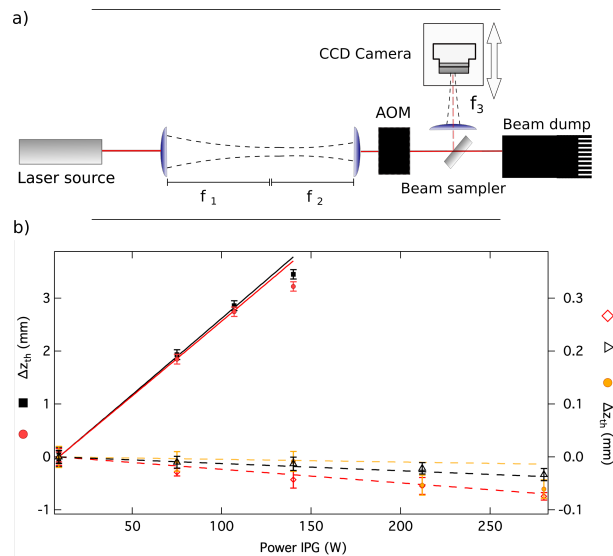 a)
CCD Camera
f3
AOM
Beam dump
Laser source
Beam sampler
f1
f2
b)
3
2
1
0
-1
0.3
0.2
0.1
0.0
-0.1
Δzth (mm)
Δzth (mm)
50
100
150
200
250
Power IPG (W)